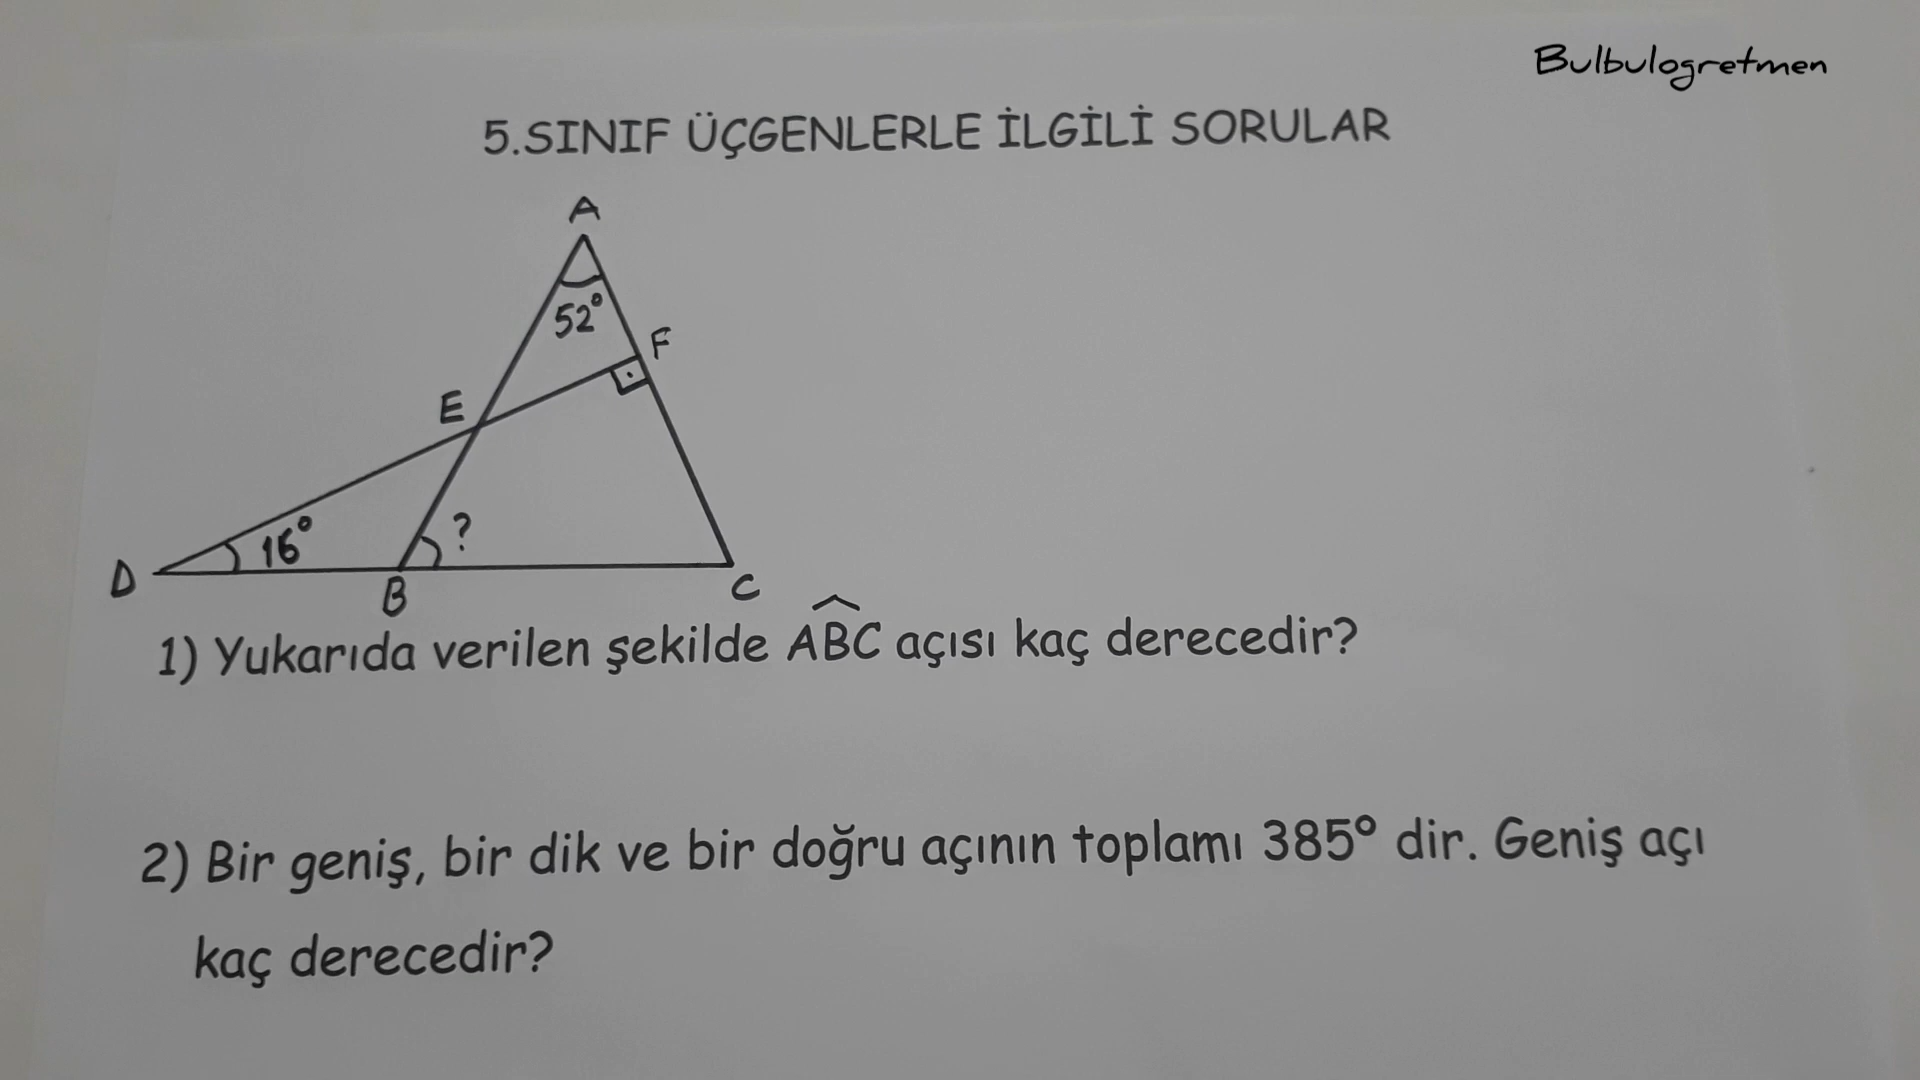 Bulbulogretmen
5.SINIF ÜÇGENLERLE İLGİLİ SORULAR
A
52°
F
E
16°
?
D
B
C
1) Yukarıda verilen şekilde ABC açısı kaç derecedir?
2) Bir geniş, bir dik ve bir doğru açının toplamı 385° dir. Geniş açı
kaç derecedir?